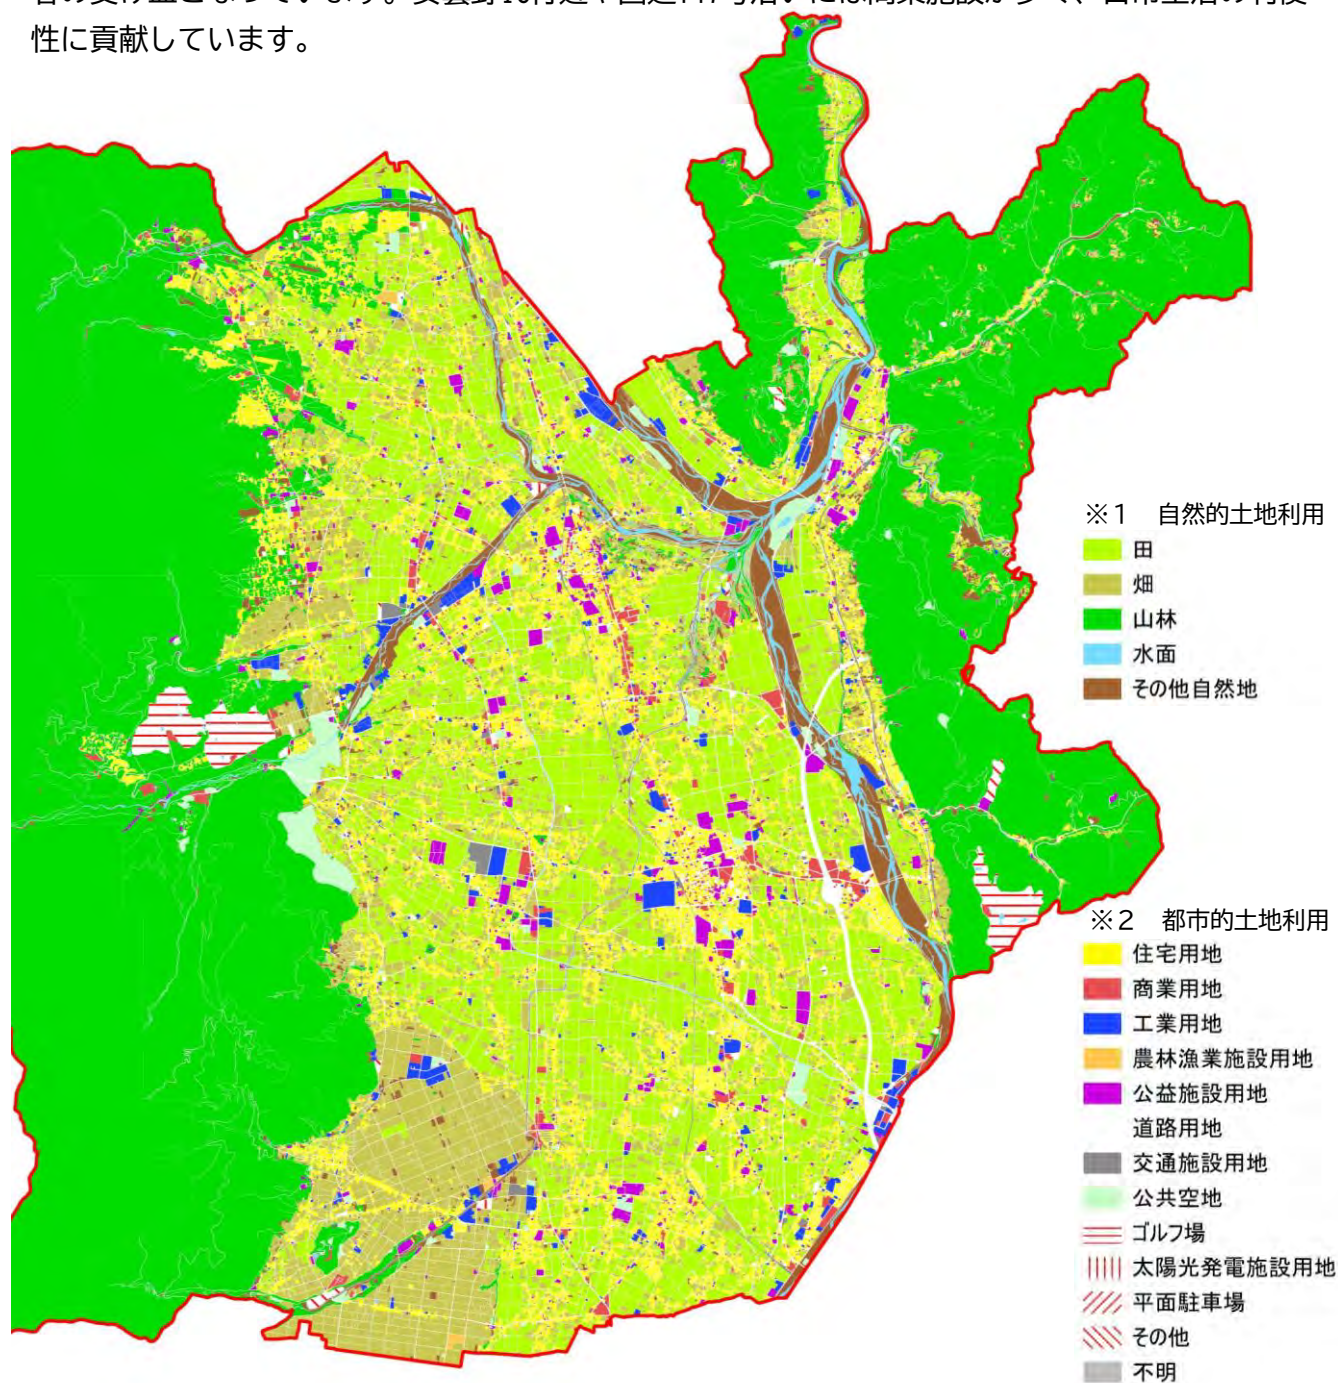 性に貢献しています。
※1 自然的土地利用
田
畑
山林
水面
その他自然地
※2 都市的土地利用
住宅用地
商業用地
工業用地
農林漁業施設用地
公益施設用地
道路用地
交通施設用地
公共空地
ゴルフ場
太陽光発電施設用地
平面駐車場
その他
不明